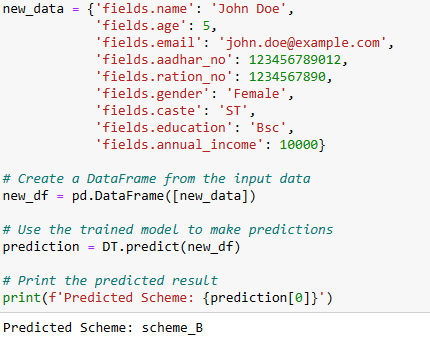 new_data = {'fields.name': 'John Doe',
'fields.age': 5,
'fields.email': 'john.doe@example.com',
'fields.aadhar_no': 123456789012,
'fields.ration_no': 1234567890,
'fields.gender': 'Female',
'fields.caste': 'ST',
'fields.education': 'Bsc',
'fields.annual_income': 10000}
# Create a DataFrame from the input data
new_df = pd.DataFrame([new_data])
# Use the trained model to make predictions
prediction = DT.predict(new_df)
# Print the predicted result
print(f'Predicted Scheme: {prediction[0]}')
Predicted Scheme: scheme_B